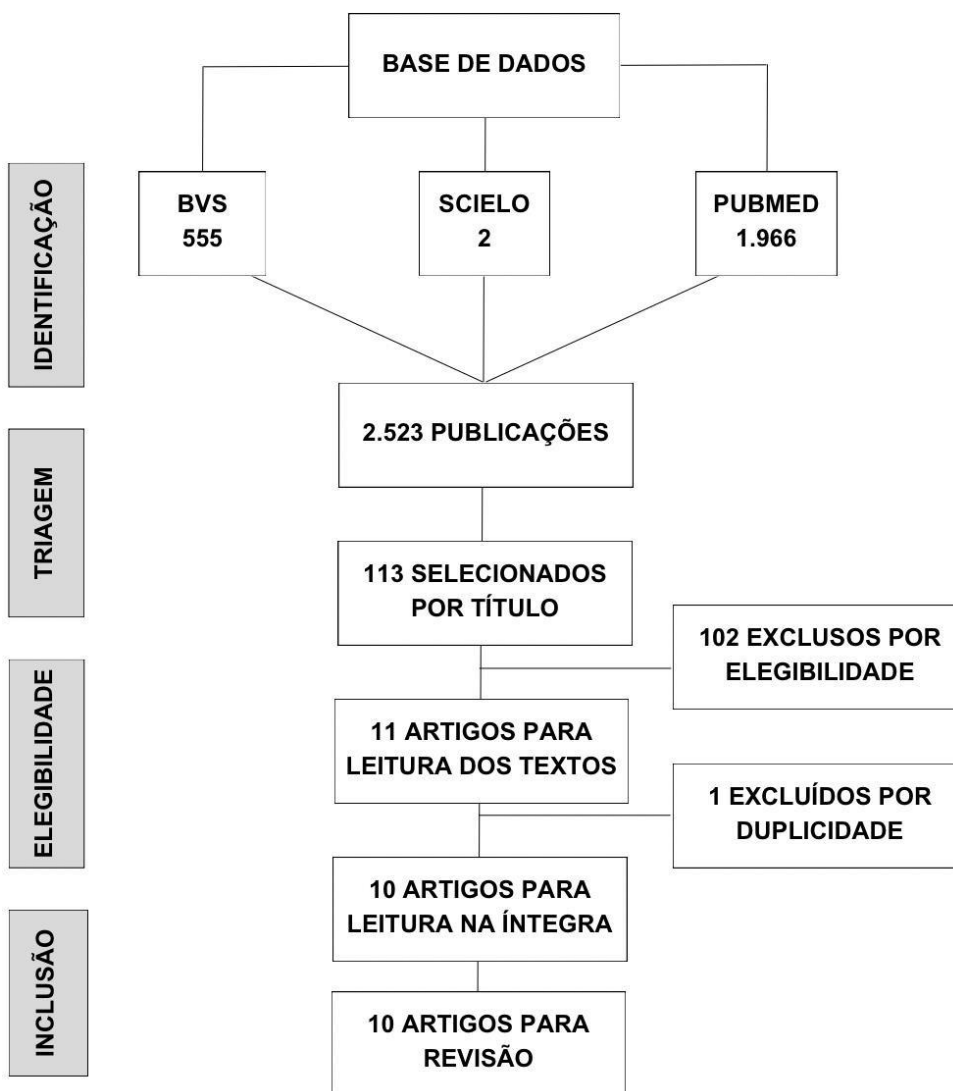 BASE DE DADOS
IDENTIFICAÇÃO
BVS
555
SCIELO
2
PUBMED
1.966
2.523 PUBLICAÇÕES
TRIAGEM
113 SELECIONADOS
POR TÍTULO
102 EXCLUSOS POR
ELEGIBILIDADE
ELEGIBILIDADE
11 ARTIGOS PARA
LEITURA DOS TEXTOS
1 EXCLUÍDOS POR
DUPLICIDADE
10 ARTIGOS PARA
LEITURA NA ÍNTEGRA
INCLUSÃO
10 ARTIGOS PARA
REVISÃO